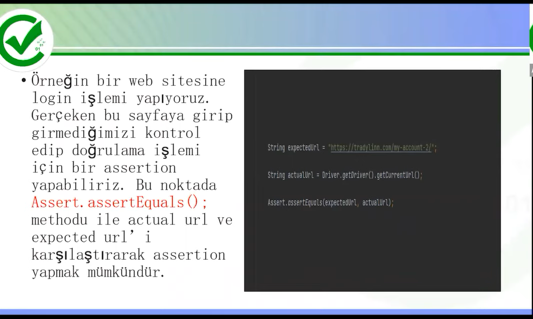 • Örneğin bir web sitesine
login işlemi yapıyoruz.
Gerçeken bu sayfaya girip
girmediğimizi kontrol
edip doğrulama işlemi
için bir assertion
yapabiliriz. Bu noktada
Assert.assertEquals();
methodu ile actual url ve
expected url’i
karşılaştırarak assertion
yapmak mümkündür.
String expectedUrl = "https://tradylinn.com/my-account-2/";
String actualUrl = Driver.getDriver().getCurrentUrl();
Assert.assertEquals(expectedUrl, actualUrl);